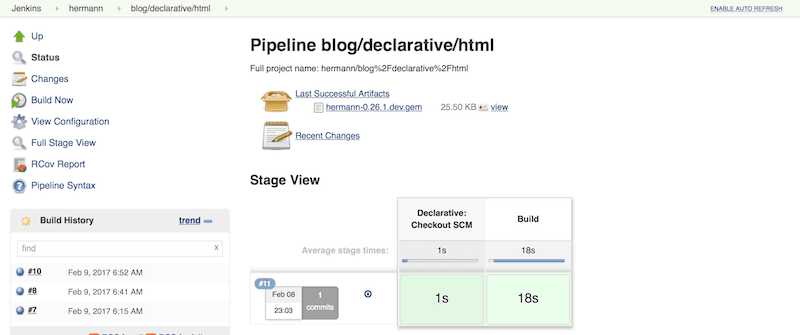 Jenkins hermann blog/declarative/html ENABLE AUTO REFRESH
Up
Status
Changes
Build Now
View Configuration
Full Stage View
RCov Report
Pipeline Syntax
Build History trend
find x
#10 Feb 9, 2017 6:52 AM
#8 Feb 9, 2017 6:41 AM
#7 Feb 9, 2017 6:15 AM
Pipeline blog/declarative/html
Full project name: hermann/blog%2Fdeclarative%2Fhtml
Last Successful Artifacts
hermann-0.26.1.dev.gem 25.50 KB view
Recent Changes
Stage View
Declarative:
Checkout SCM
Build
Average stage times: 1s 18s
#11
Feb 08
23:03
1
commits
1s 18s